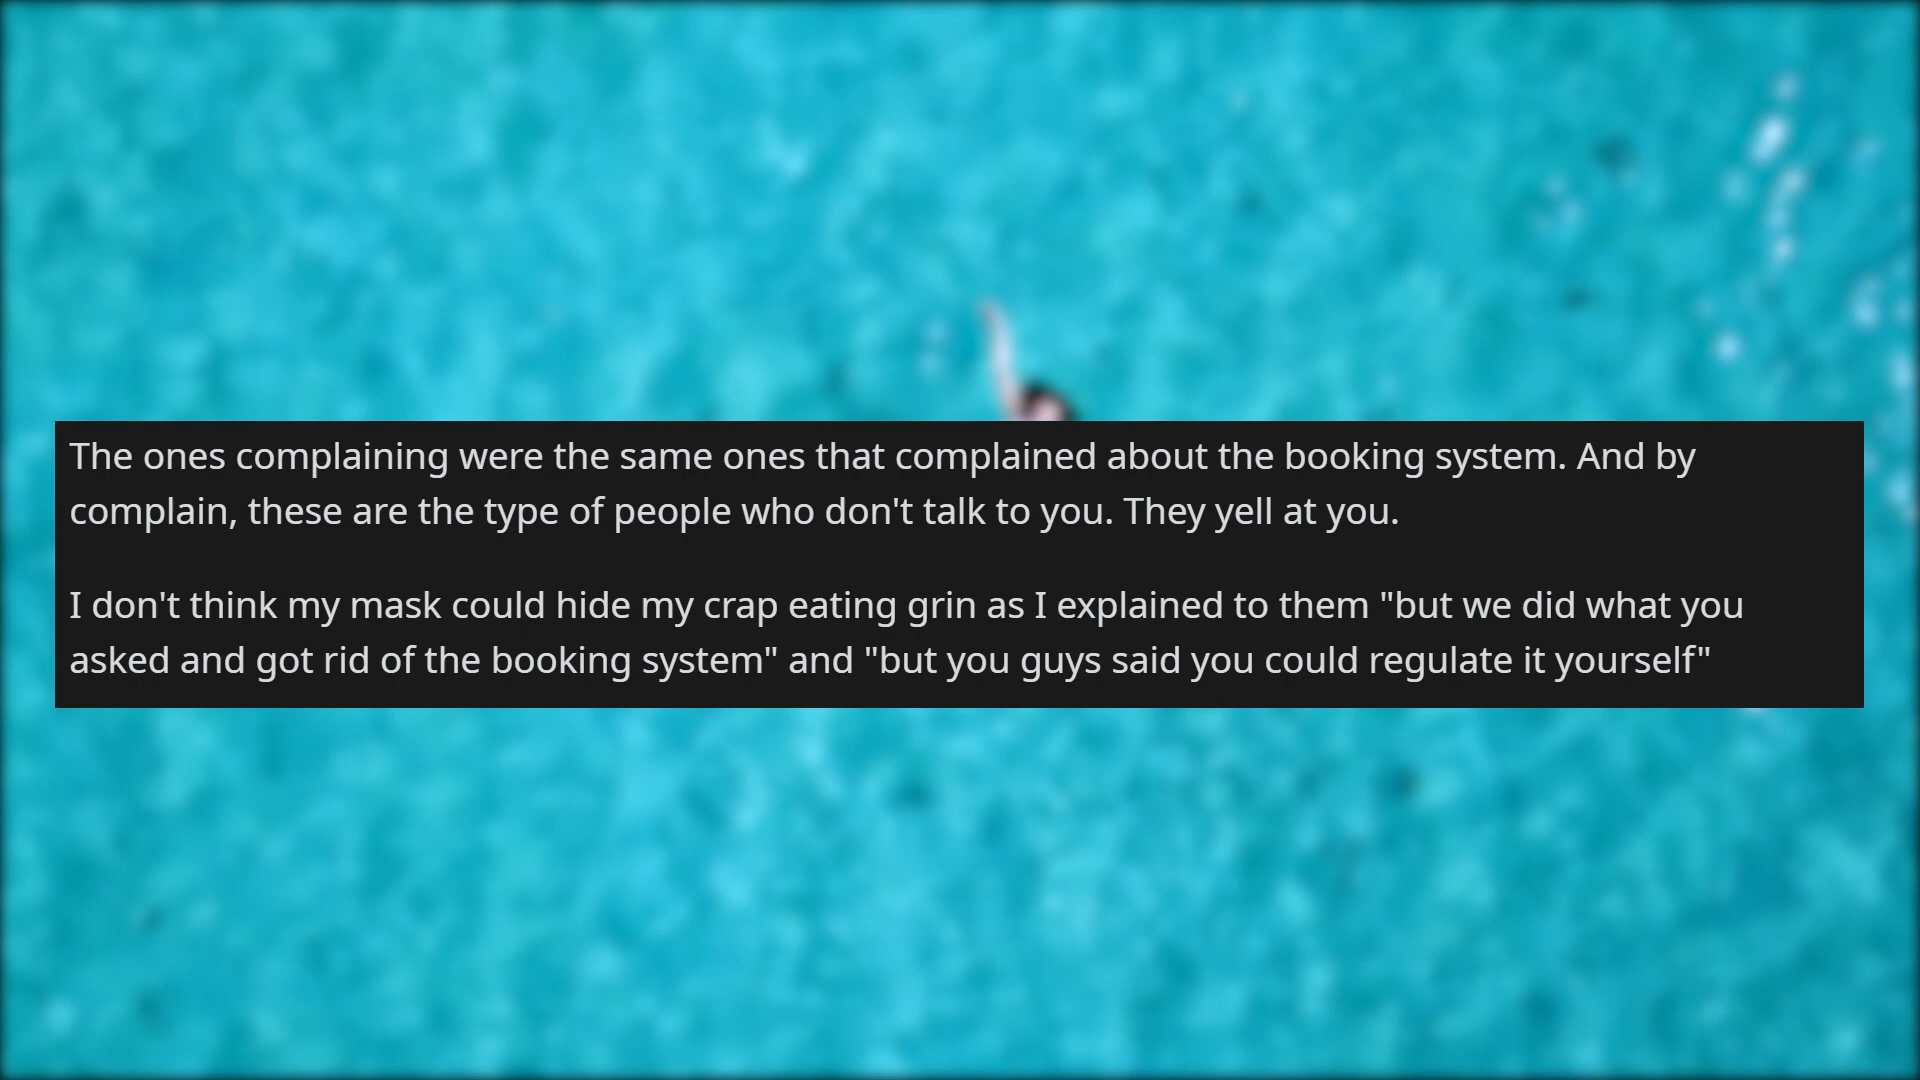 The ones complaining were the same ones that complained about the booking system. And by
complain, these are the type of people who don't talk to you. They yell at you.
I don't think my mask could hide my crap eating grin as I explained to them "but we did what you
asked and got rid of the booking system" and "but you guys said you could regulate it yourself"